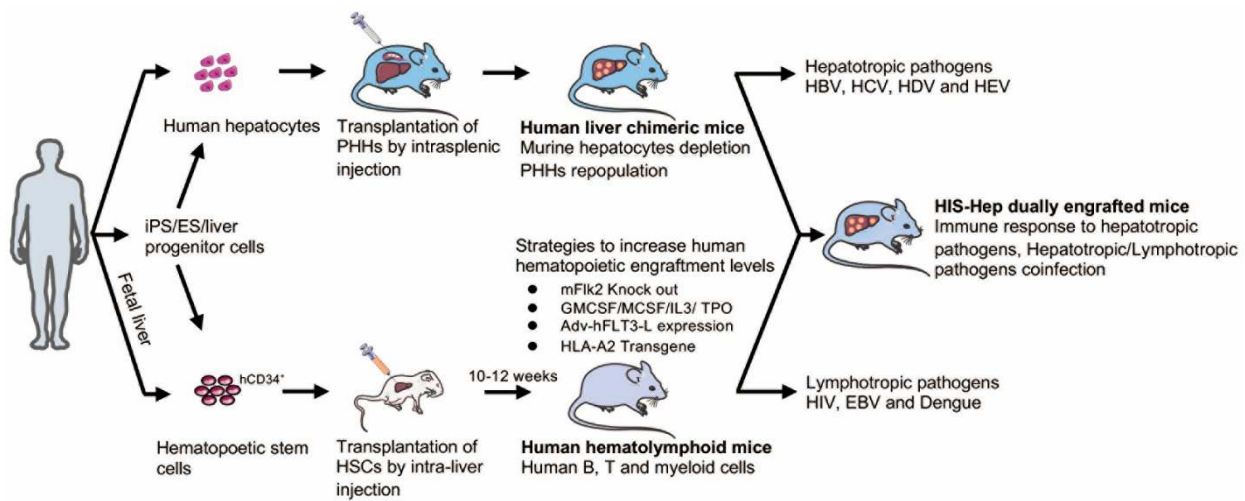 Human hepatocytes
Transplantation of
PHHs by intrasplenic
injection
Human liver chimeric mice
Murine hepatocytes depletion
PHHs repopulation
Hepatotropic pathogens
HBV, HCV, HDV and HEV
iPS/ES/liver
progenitor cells
Fetal liver
Strategies to increase human
hematopoietic engraftment levels
● mFlk2 Knock out
● GMCSF/MCSF/IL3/ TPO
● Adv-hFLT3-L expression
● HLA-A2 Transgene
HIS-Hep dually engrafted mice
Immune response to hepatotropic
pathogens, Hepatotropic/Lymphotropic
pathogens coinfection
hCD34⁺
Hematopoetic stem
cells
Transplantation of
HSCs by intra-liver
injection
10-12 weeks
Human hematolymphoid mice
Human B, T and myeloid cells
Lymphotropic pathogens
HIV, EBV and Dengue